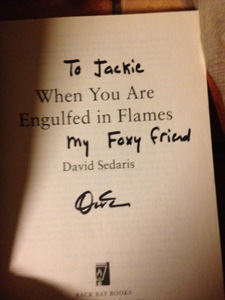 To Jackie
When You Are
Engulfed in Flames
my Foxy friend
David Sedaris
BACK BAY BOOKS